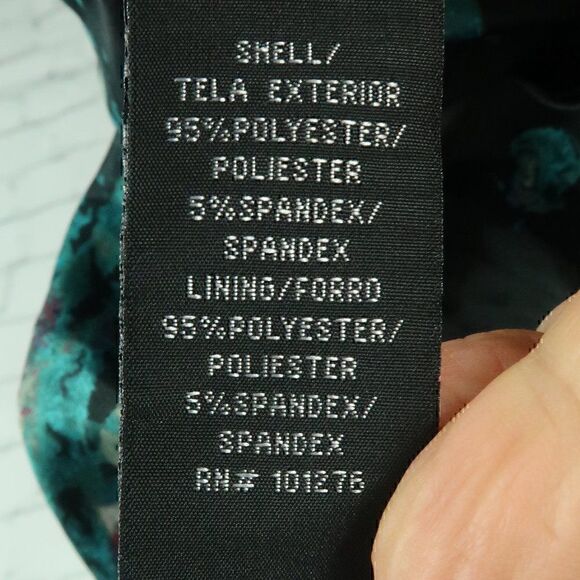 SHELL/
TELA EXTERIOR
95%POLYESTER/
POLIESTER
5%SPANDEX/
SPANDEX
LINING/FORRO
95%POLYESTER/
POLIESTER
5%SPANDEX/
SPANDEX
RN# 101276